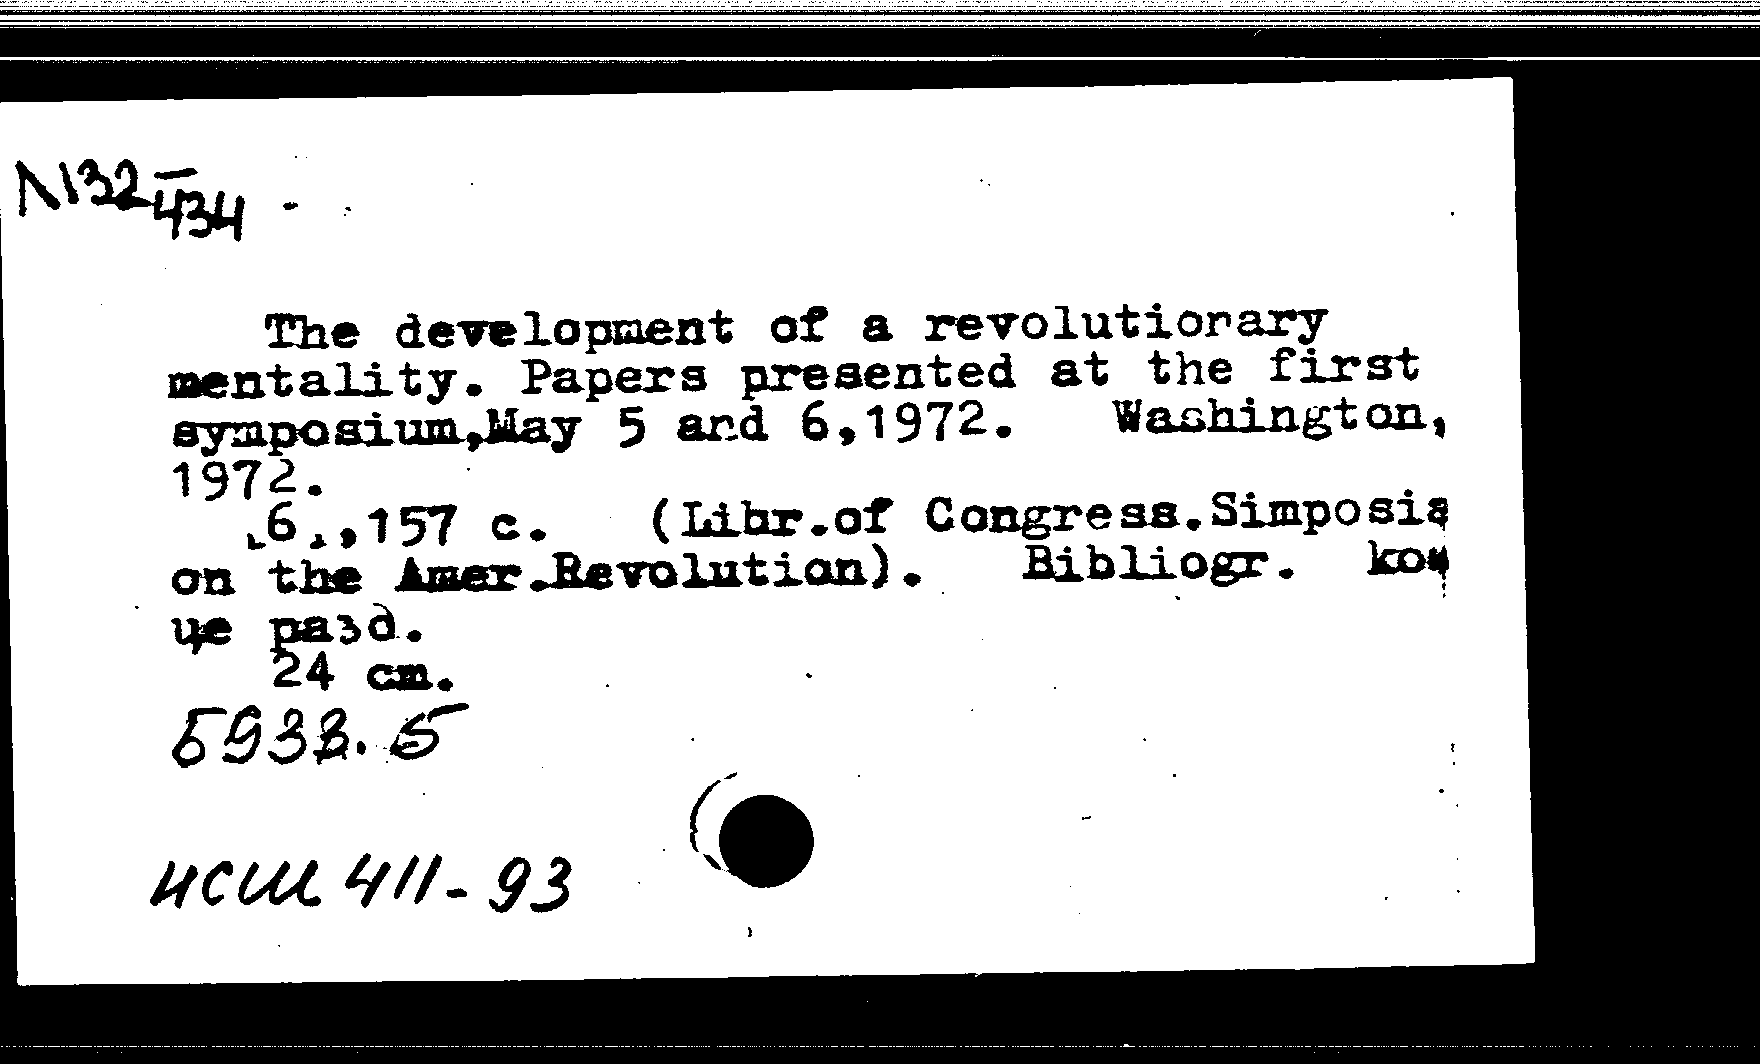 N132
434
The development of a revolutionary
mentality. Papers presented at the first
symposium,May 5 and 6,1972. Washington,
1972.
6,,157 c. (Libr.of Congress.Simposia
on the Amer.Revolution). Bibliogr. кон
це разд.
24 cm.
5933.5
ИСШ 411-93